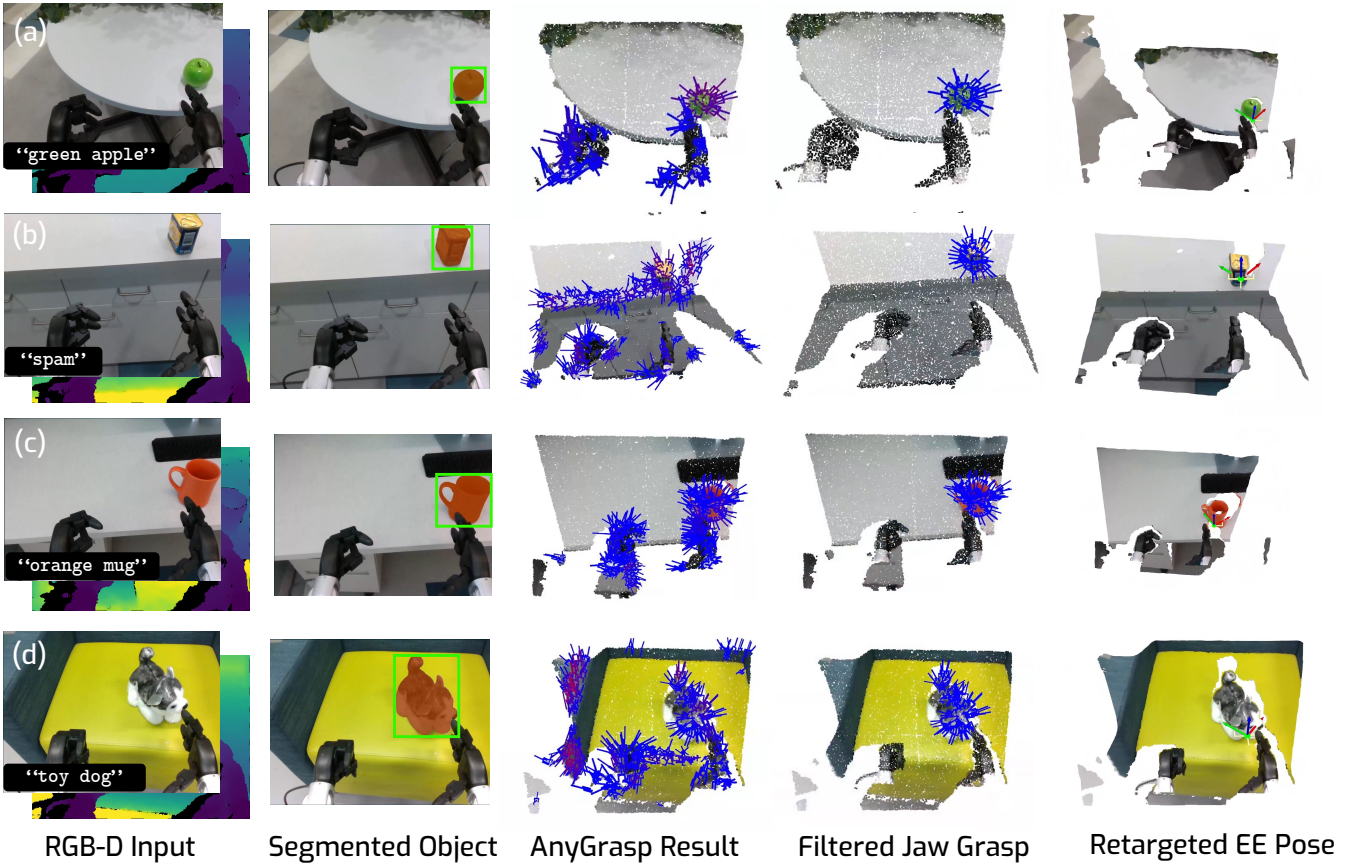 (a)
“green apple”
(b)
“spam”
(c)
“orange mug”
(d)
“toy dog”
RGB-D Input
Segmented Object
AnyGrasp Result
Filtered Jaw Grasp
Retargeted EE Pose